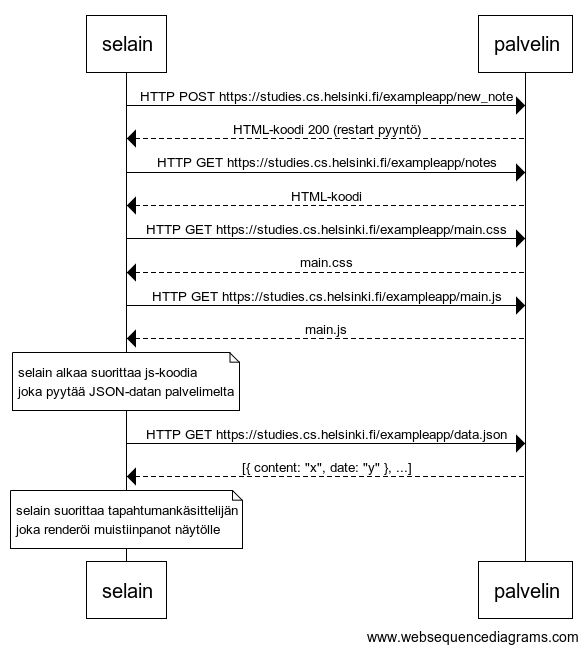 selain palvelin
HTTP POST https://studies.cs.helsinki.fi/exampleapp/new_note
HTML-koodi 200 (restart pyyntö)
HTTP GET https://studies.cs.helsinki.fi/exampleapp/notes
HTML-koodi
HTTP GET https://studies.cs.helsinki.fi/exampleapp/main.css
main.css
HTTP GET https://studies.cs.helsinki.fi/exampleapp/main.js
main.js
selain alkaa suorittaa js-koodia
joka pyytää JSON-datan palvelimelta
HTTP GET https://studies.cs.helsinki.fi/exampleapp/data.json
[{ content: "x", date: "y" }, ...]
selain suorittaa tapahtumankäsittelijän
joka renderöi muistiinpanot näytölle
selain palvelin
www.websequencediagrams.com